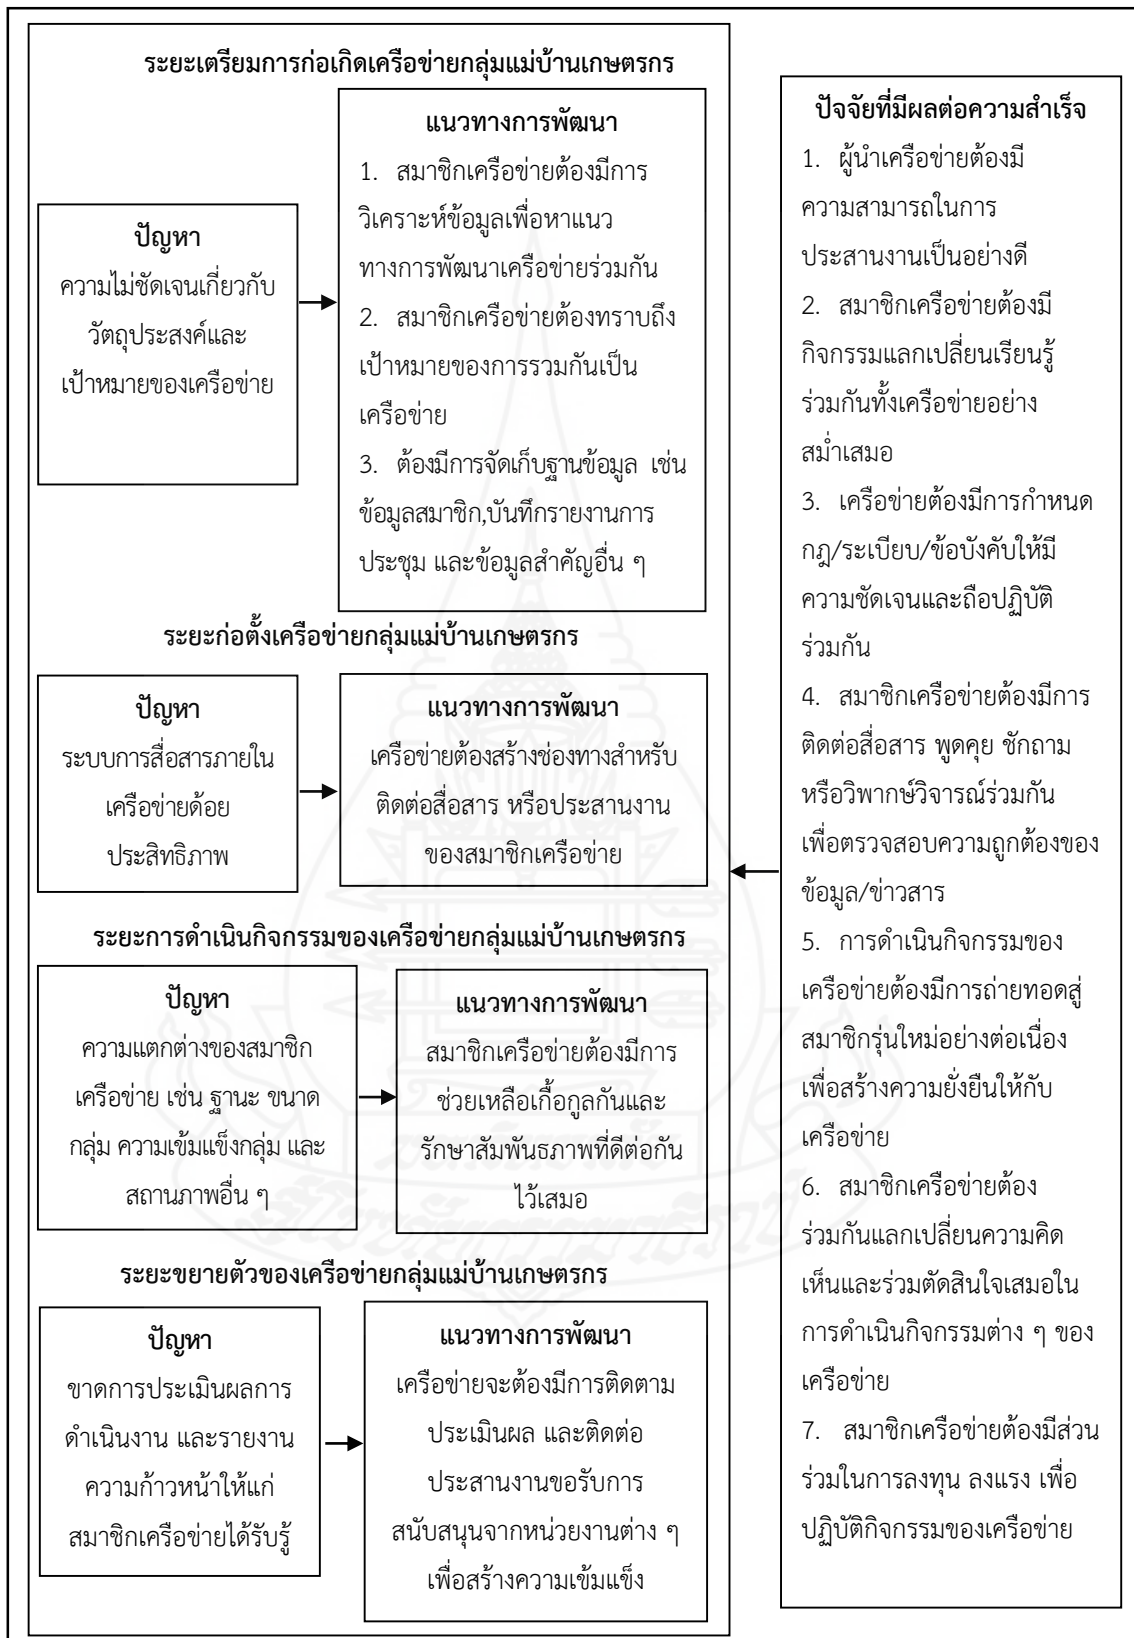 ระยะเตรียมการก่อเกิดเครือข่ายกลุ่มแม่บ้านเกษตรกร
ปัญหา
ความไม่ชัดเจนเกี่ยวกับ
วัตถุประสงค์และ
เป้าหมายของเครือข่าย
แนวทางการพัฒนา
1. สมาชิกเครือข่ายต้องมีการ
วิเคราะห์ข้อมูลเพื่อหาแนว
ทางการพัฒนาเครือข่ายร่วมกัน
2. สมาชิกเครือข่ายต้องทราบถึง
เป้าหมายของการรวมกันเป็น
เครือข่าย
3. ต้องมีการจัดเก็บฐานข้อมูล เช่น
ข้อมูลสมาชิก,บันทึกรายงานการ
ประชุม และข้อมูลสำคัญอื่น ๆ
ระยะก่อตั้งเครือข่ายกลุ่มแม่บ้านเกษตรกร
ปัญหา
ระบบการสื่อสารภายใน
เครือข่ายด้อย
ประสิทธิภาพ
แนวทางการพัฒนา
เครือข่ายต้องสร้างช่องทางสำหรับ
ติดต่อสื่อสาร หรือประสานงาน
ของสมาชิกเครือข่าย
ระยะการดำเนินกิจกรรมของเครือข่ายกลุ่มแม่บ้านเกษตรกร
ปัญหา
ความแตกต่างของสมาชิก
เครือข่าย เช่น ฐานะ ขนาด
กลุ่ม ความเข้มแข็งกลุ่ม และ
สถานภาพอื่น ๆ
แนวทางการพัฒนา
สมาชิกเครือข่ายต้องมีการ
ช่วยเหลือเกื้อกูลกันและ
รักษาสัมพันธภาพที่ดีต่อกัน
ไว้เสมอ
ระยะขยายตัวของเครือข่ายกลุ่มแม่บ้านเกษตรกร
ปัญหา
ขาดการประเมินผลการ
ดำเนินงาน และรายงาน
ความก้าวหน้าให้แก่
สมาชิกเครือข่ายได้รับรู้
แนวทางการพัฒนา
เครือข่ายจะต้องมีการติดตาม
ประเมินผล และติดต่อ
ประสานงานขอรับการ
สนับสนุนจากหน่วยงานต่าง ๆ
เพื่อสร้างความเข้มแข็ง
ปัจจัยที่มีผลต่อความสำเร็จ
1. ผู้นำเครือข่ายต้องมี
ความสามารถในการ
ประสานงานเป็นอย่างดี
2. สมาชิกเครือข่ายต้องมี
กิจกรรมแลกเปลี่ยนเรียนรู้
ร่วมกันทั้งเครือข่ายอย่าง
สม่ำเสมอ
3. เครือข่ายต้องมีการกำหนด
กฎ/ระเบียบ/ข้อบังคับให้มี
ความชัดเจนและถือปฏิบัติ
ร่วมกัน
4. สมาชิกเครือข่ายต้องมีการ
ติดต่อสื่อสาร พูดคุย ซักถาม
หรือวิพากษ์วิจารณ์ร่วมกัน
เพื่อตรวจสอบความถูกต้องของ
ข้อมูล/ข่าวสาร
5. การดำเนินกิจกรรมของ
เครือข่ายต้องมีการถ่ายทอดสู่
สมาชิกรุ่นใหม่อย่างต่อเนื่อง
เพื่อสร้างความยั่งยืนให้กับ
เครือข่าย
6. สมาชิกเครือข่ายต้อง
ร่วมกันแลกเปลี่ยนความคิด
เห็นและร่วมตัดสินใจเสมอใน
การดำเนินกิจกรรมต่าง ๆ ของ
เครือข่าย
7. สมาชิกเครือข่ายต้องมีส่วน
ร่วมในการลงทุน ลงแรง เพื่อ
ปฏิบัติกิจกรรมของเครือข่าย